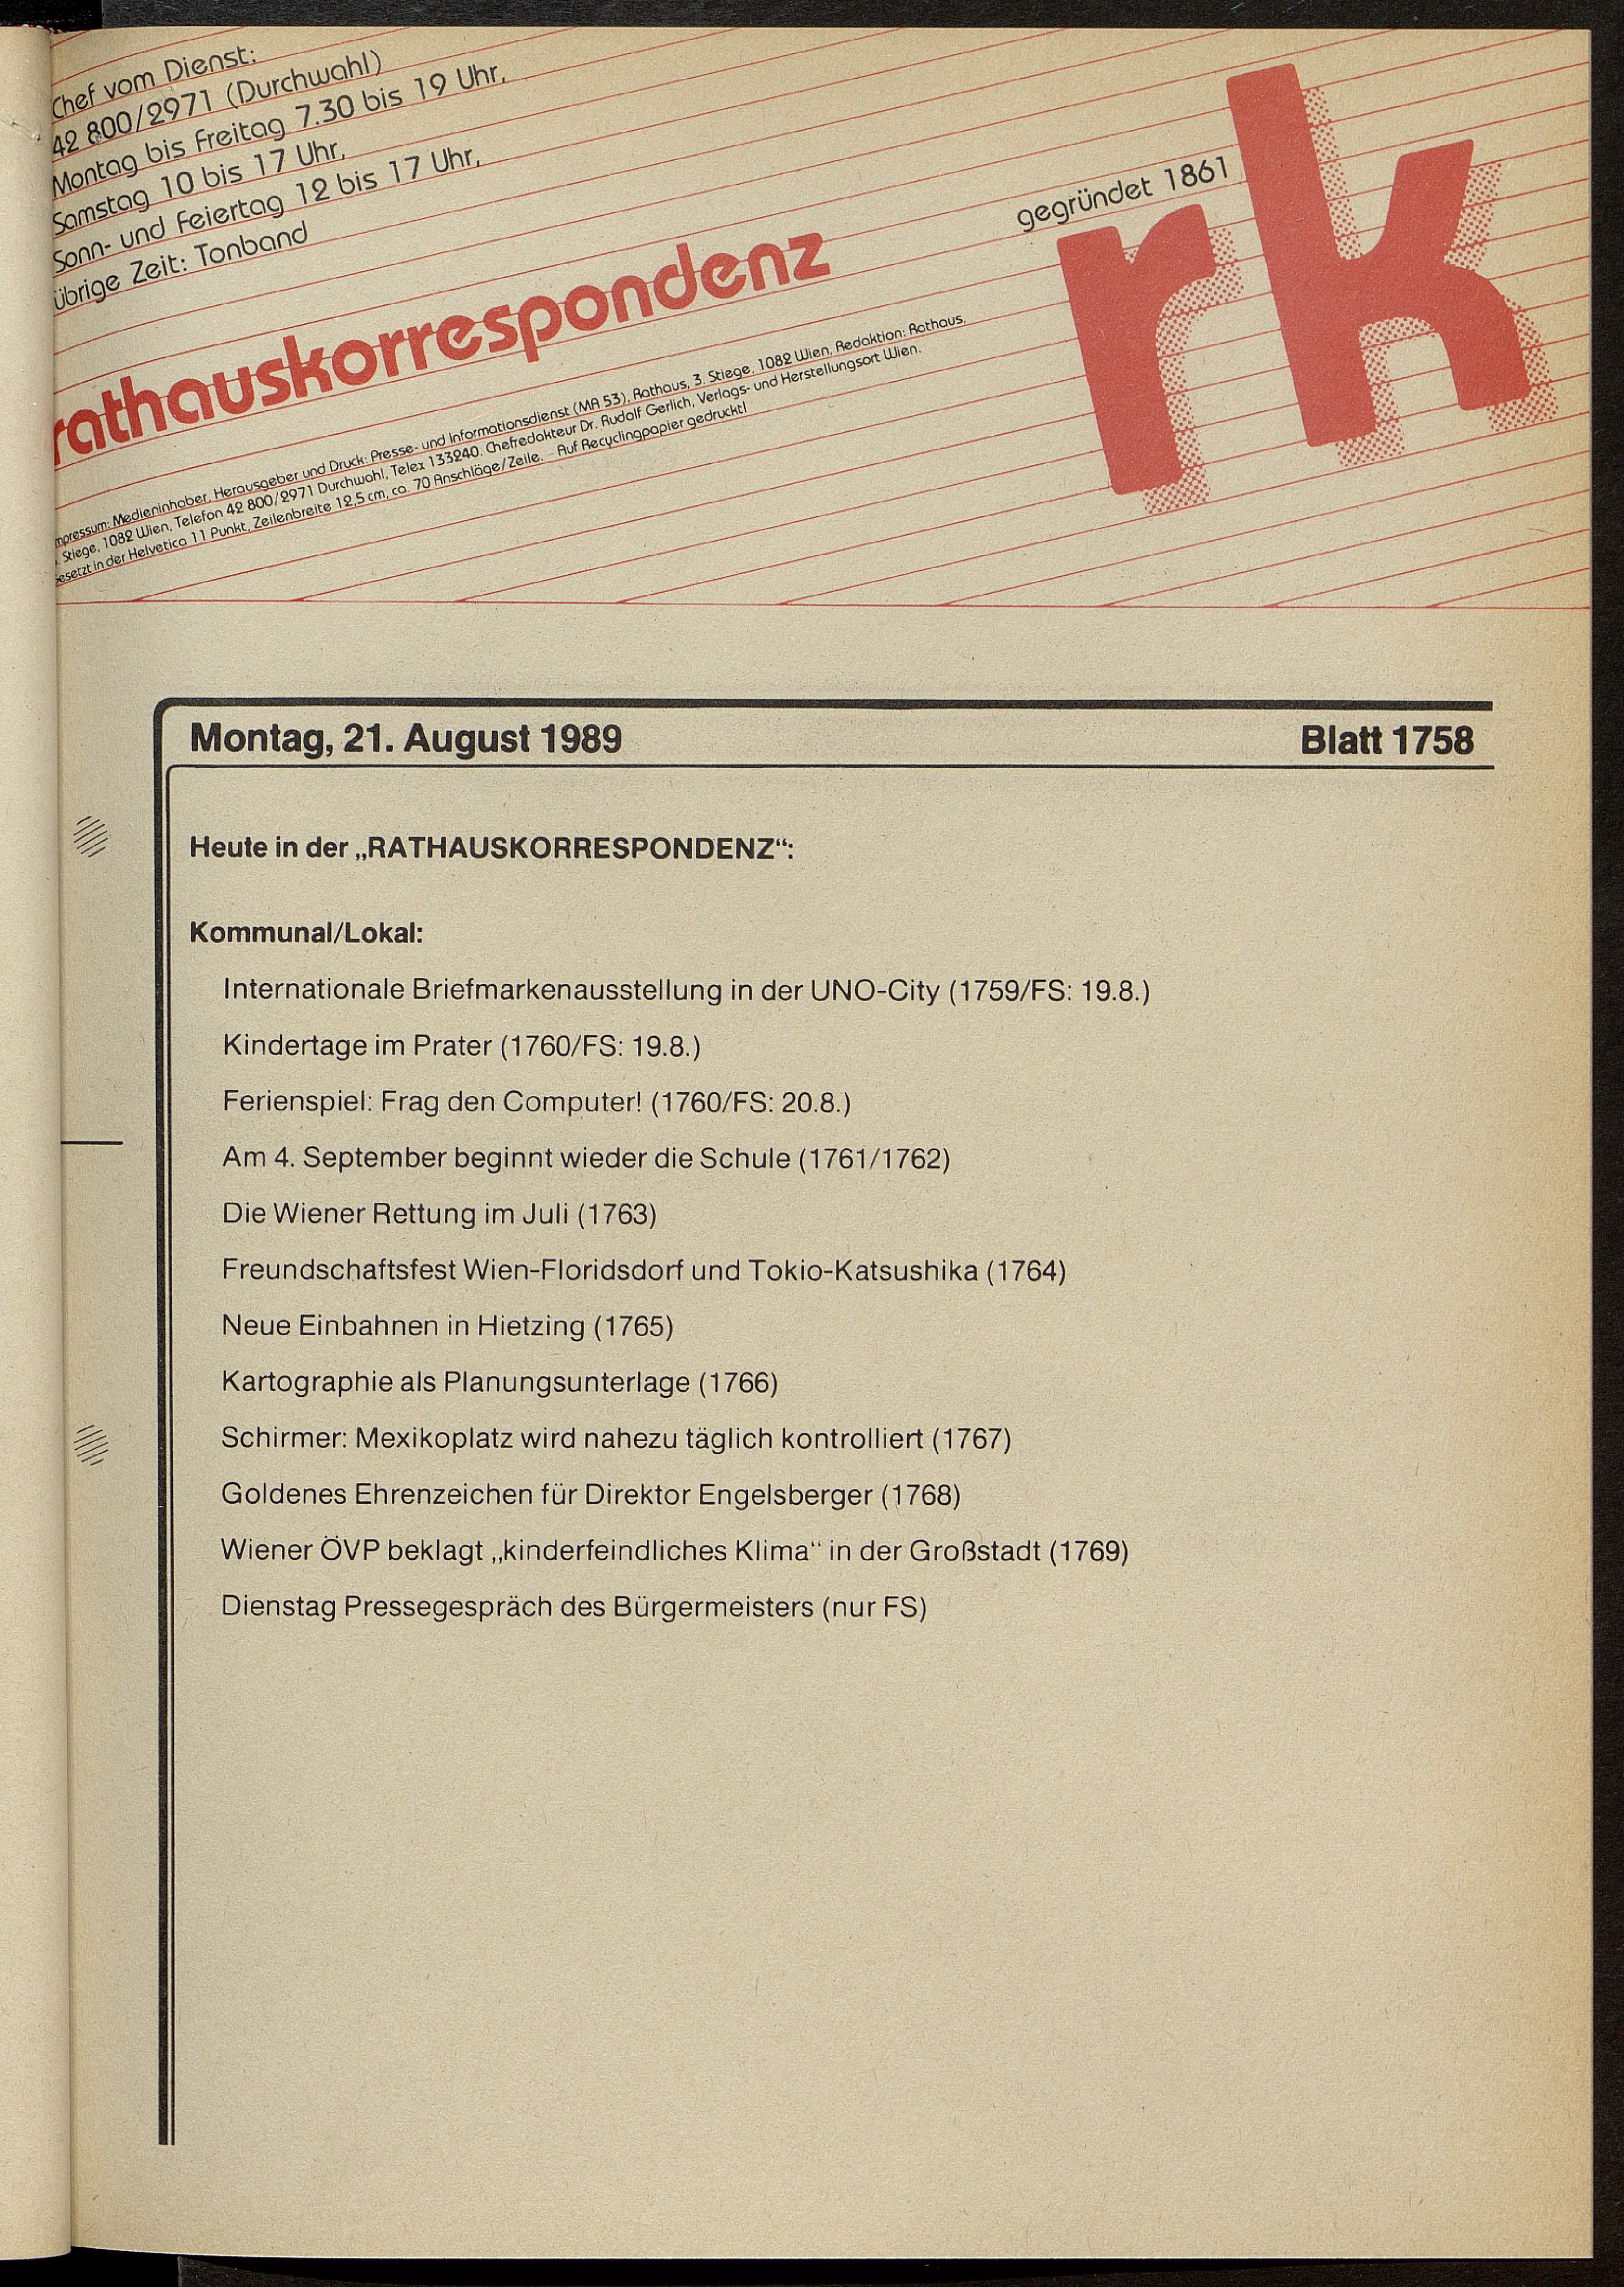 Chef vom Dienst:
42 800/2971 (Durchwahl)
Montag bis Freitag 7.30 bis 19 Uhr,
Samstag 10 bis 17 Uhr,
Sonn- und Feiertag 12 bis 17 Uhr,
übrige Zeit: Tonband
gegründet 1861
rk
rathauskorrespondenz
mpressum: Medieninhaber, Herausgeber und Druck: Presse- und Informationsdienst (MA 53), Rathaus, 3. Stiege, 1082 Wien, Redaktion: Rathaus,
. Stiege, 1082 Wien, Telefon 42 800/2971 Durchwahl, Telex 133240. Chefredakteur Dr. Rudolf Gerlich, Verlags- und Herstellungsort Wien.
esetzt in der Helvetica 11 Punkt, Zeilenbreite 12,5 cm, ca. 70 Anschläge/Zeile. – Auf Recyclingpapier gedruckt!
Montag, 21. August 1989 Blatt 1758
Heute in der „RATHAUSKORRESPONDENZ“:
Kommunal/Lokal:
Internationale Briefmarkenausstellung in der UNO-City (1759/FS: 19.8.)
Kindertage im Prater (1760/FS: 19.8.)
Ferienspiel: Frag den Computer! (1760/FS: 20.8.)
Am 4. September beginnt wieder die Schule (1761/1762)
Die Wiener Rettung im Juli (1763)
Freundschaftsfest Wien-Floridsdorf und Tokio-Katsushika (1764)
Neue Einbahnen in Hietzing (1765)
Kartographie als Planungsunterlage (1766)
Schirmer: Mexikoplatz wird nahezu täglich kontrolliert (1767)
Goldenes Ehrenzeichen für Direktor Engelsberger (1768)
Wiener ÖVP beklagt „kinderfeindliches Klima“ in der Großstadt (1769)
Dienstag Pressegespräch des Bürgermeisters (nur FS)